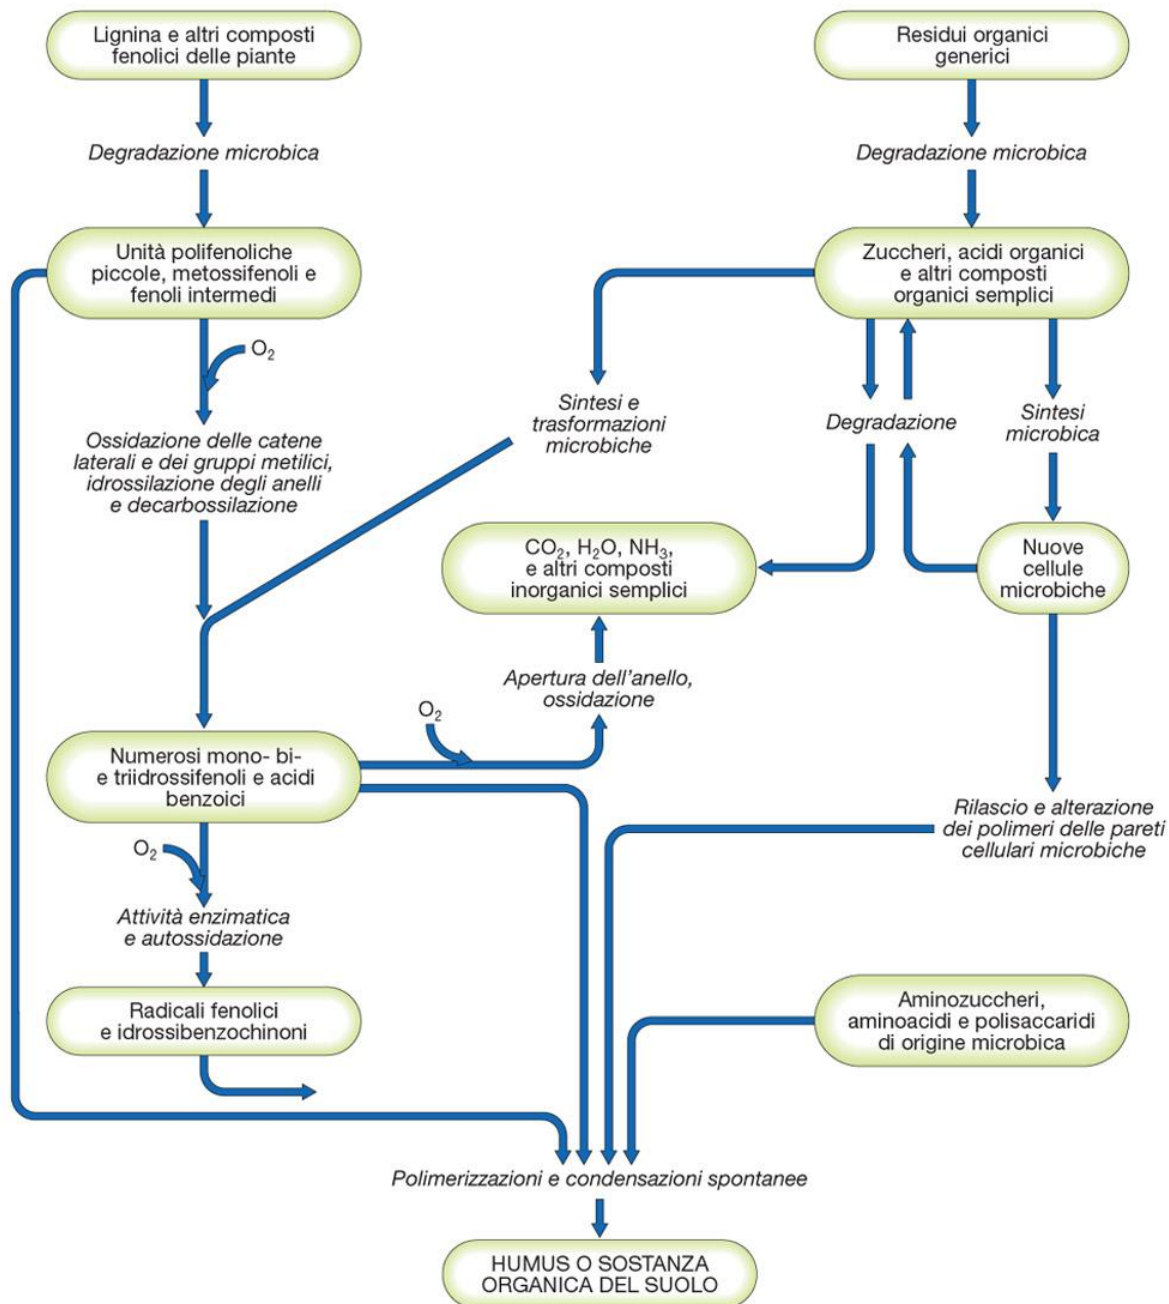 Lignina e altri composti
fenolici delle piante
Degradazione microbica
Unità polifenoliche
piccole, metossifenoli e
fenoli intermedi
O₂
Ossidazione delle catene
laterali e dei gruppi metilici,
idrossilazione degli anelli
e decarbossilazione
Residui organici
generici
Degradazione microbica
Zuccheri, acidi organici
e altri composti
organici semplici
Sintesi e
trasformazioni
microbiche
Degradazione
Sintesi
microbica
CO₂, H₂O, NH₃,
e altri composti
inorganici semplici
Nuove
cellule
microbiche
Apertura dell’anello,
ossidazione
O₂
Numerosi mono- bi-
e triidrossifenoli e acidi
benzoici
O₂
Attività enzimatica
e autossidazione
Radicali fenolici
e idrossibenzochinoni
Rilascio e alterazione
dei polimeri delle pareti
cellulari microbiche
Aminozuccheri,
aminoacidi e polisaccaridi
di origine microbica
Polimerizzazioni e condensazioni spontanee
HUMUS O SOSTANZA
ORGANICA DEL SUOLO